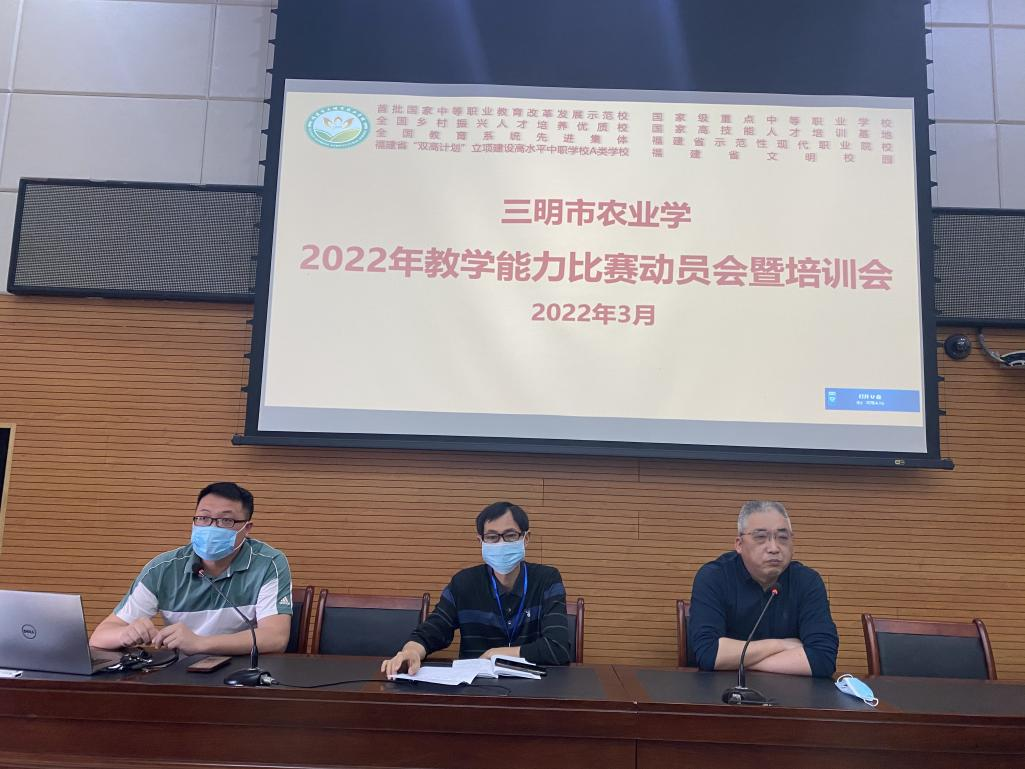 首批国家中等职业教育改革发展示范校 国家级重点中等职业学校
全国乡村振兴人才培养优质校 国家高技能人才培训基地
全国教育系统先进集体 福建省示范性现代职业院校
福建省“双高计划”立项建设高水平中职学校A类学校 福建省文明校园
三明市农业学
2022年教学能力比赛动员会暨培训会
2022年3月
打开U盘
DELL